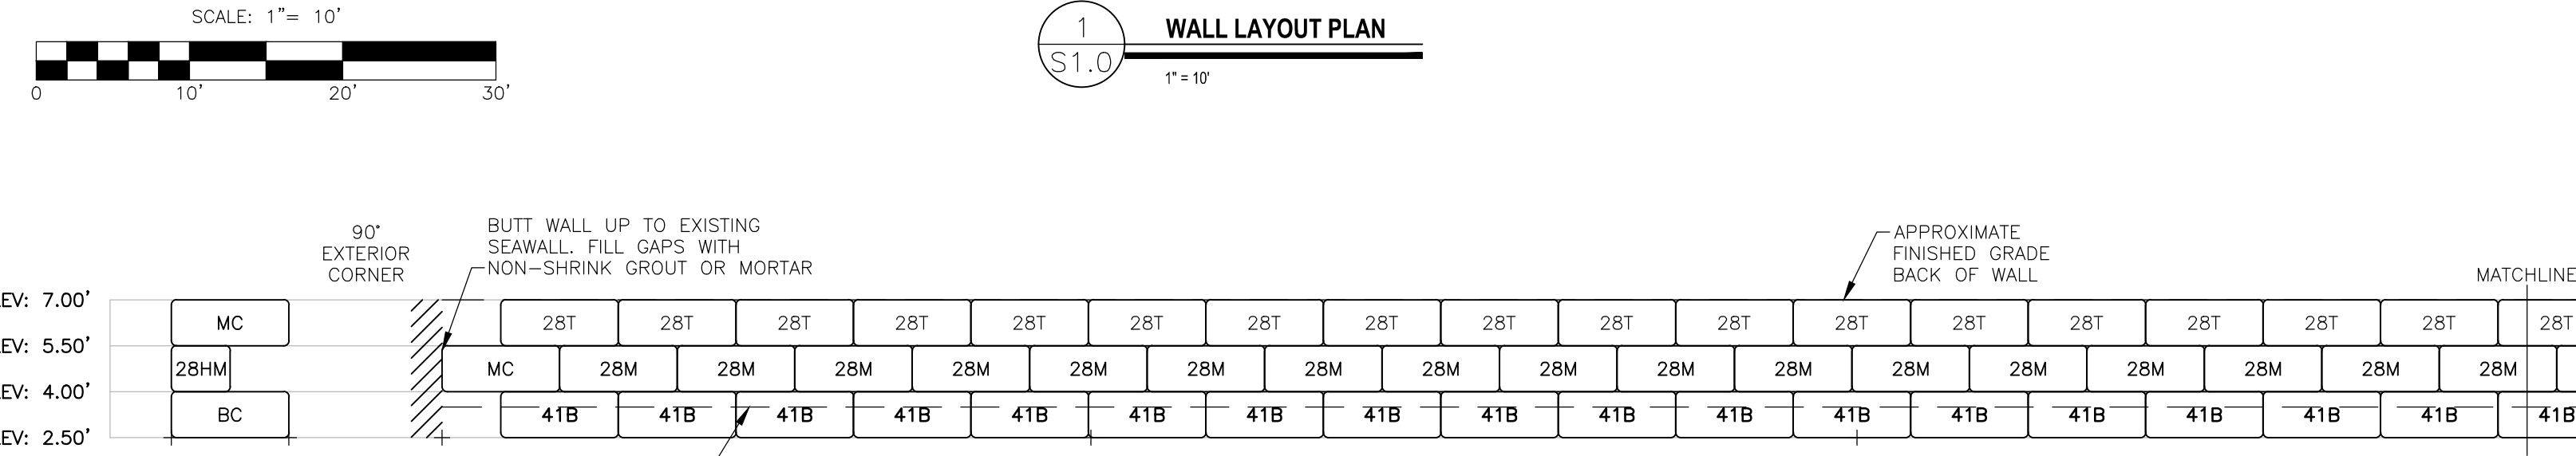 SCALE: 1"= 10'
0 10' 20' 30'
1
S1.0
WALL LAYOUT PLAN
1" = 10'
90°
EXTERIOR
CORNER
BUTT WALL UP TO EXISTING
SEAWALL. FILL GAPS WITH
NON-SHRINK GROUT OR MORTAR
APPROXIMATE
FINISHED GRADE
BACK OF WALL
MATCHLINE
EV: 7.00'
MC 28T 28T 28T 28T 28T 28T 28T 28T 28T 28T 28T 28T 28T 28T 28T 28T 28T 28T
EV: 5.50'
28HM MC 28M 28M 28M 28M 28M 28M 28M 28M 28M 28M 28M 28M 28M 28M 28M 28M 28M
EV: 4.00'
BC 41B 41B 41B 41B 41B 41B 41B 41B 41B 41B 41B 41B 41B 41B 41B 41B 41B 41B
EV: 2.50'